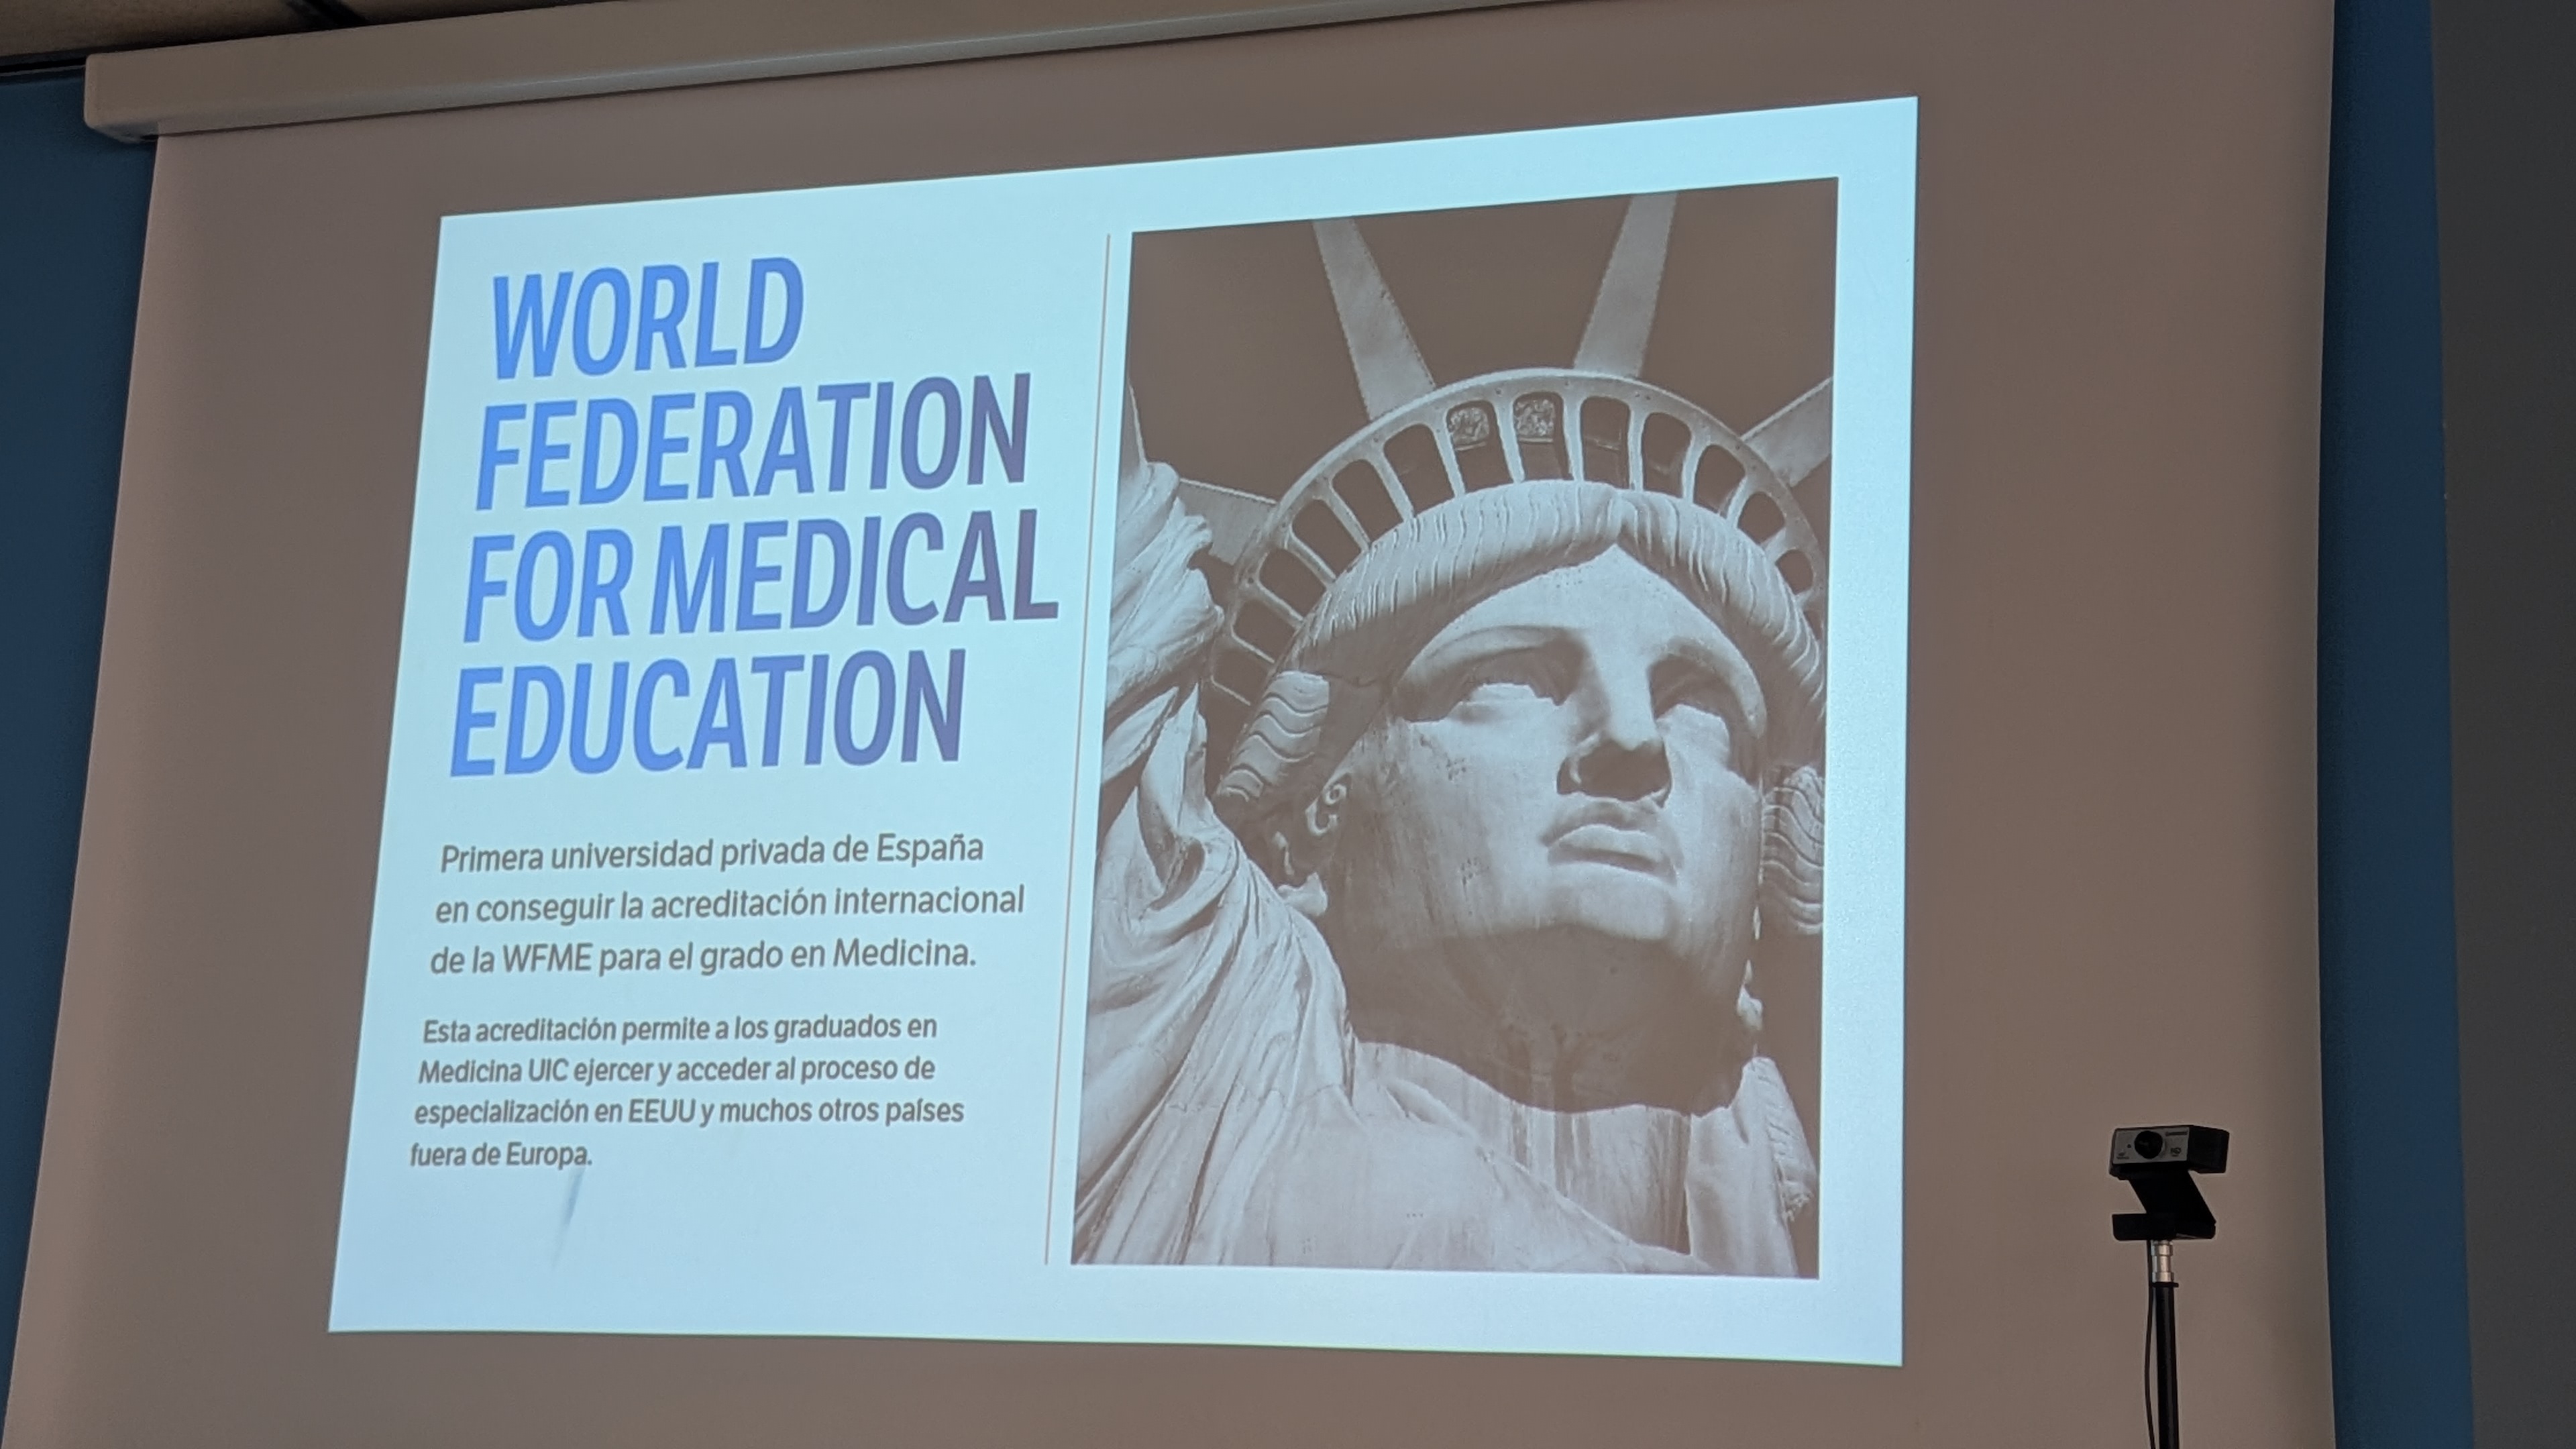 WORLD
FEDERATION
FOR MEDICAL
EDUCATION
Primera universidad privada de España
en conseguir la acreditación internacional
de la WFME para el grado en Medicina.
Esta acreditación permite a los graduados en
Medicina UIC ejercer y acceder al proceso de
especialización en EEUU y muchos otros países
fuera de Europa.